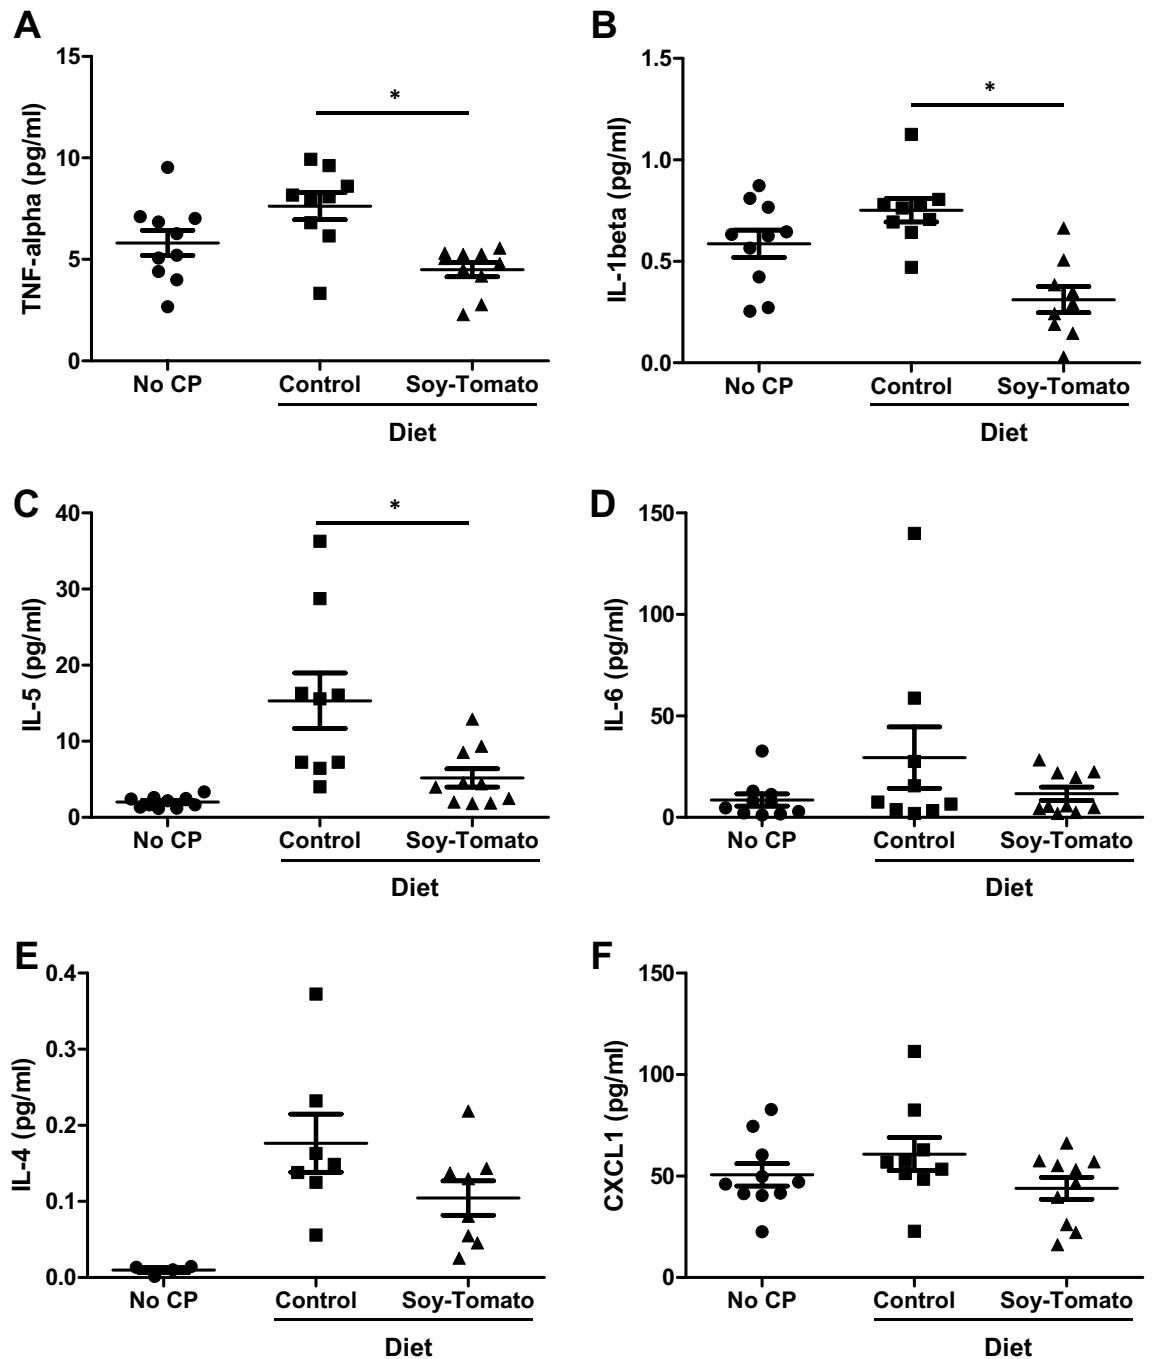 A
TNF-alpha (pg/ml)
15
10
5
0
*
No CP
Control
Soy-Tomato
Diet
B
IL-1beta (pg/ml)
1.5
1.0
0.5
0.0
*
No CP
Control
Soy-Tomato
Diet
C
IL-5 (pg/ml)
40
30
20
10
0
*
No CP
Control
Soy-Tomato
Diet
D
IL-6 (pg/ml)
150
100
50
0
No CP
Control
Soy-Tomato
Diet
E
IL-4 (pg/ml)
0.4
0.3
0.2
0.1
0.0
No CP
Control
Soy-Tomato
Diet
F
CXCL1 (pg/ml)
150
100
50
0
No CP
Control
Soy-Tomato
Diet